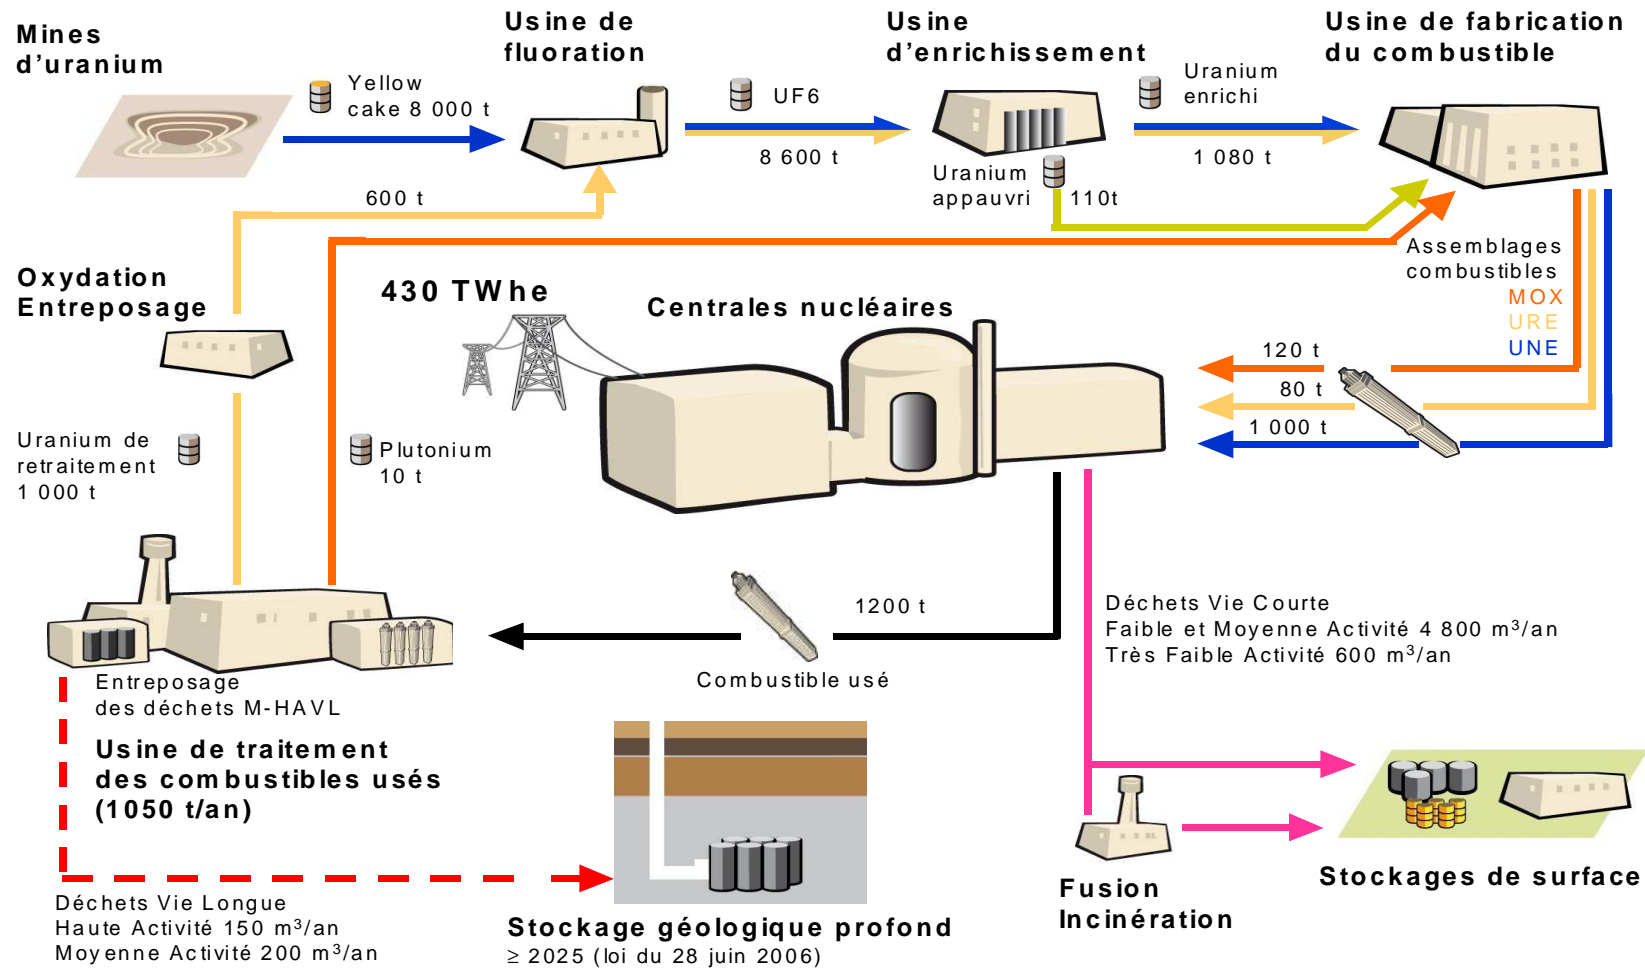 Mines
d'uranium
Yellow
cake 8 000 t
Usine de
fluoration
UF6
8 600 t
Usine
d'enrichissement
Uranium
enrichi
1 080 t
Usine de fabrication
du combustible
Uranium
appauvri
110t
600 t
Oxydation
Entreposage
430 TWhe
Centrales nucléaires
Assemblages
combustibles
MOX
URE
UNE
120 t
80 t
1 000 t
Uranium de
retraitement
1 000 t
Plutonium
10 t
1200 t
Combustible usé
Déchets Vie Courte
Faible et Moyenne Activité 4 800 m³/an
Très Faible Activité 600 m³/an
Entreposage
des déchets M-HAVL
Usine de traitement
des combustibles usés
(1050 t/an)
Déchets Vie Longue
Haute Activité 150 m³/an
Moyenne Activité 200 m³/an
Stockage géologique profond
≥ 2025 (loi du 28 juin 2006)
Fusion
Incinération
Stockages de surface